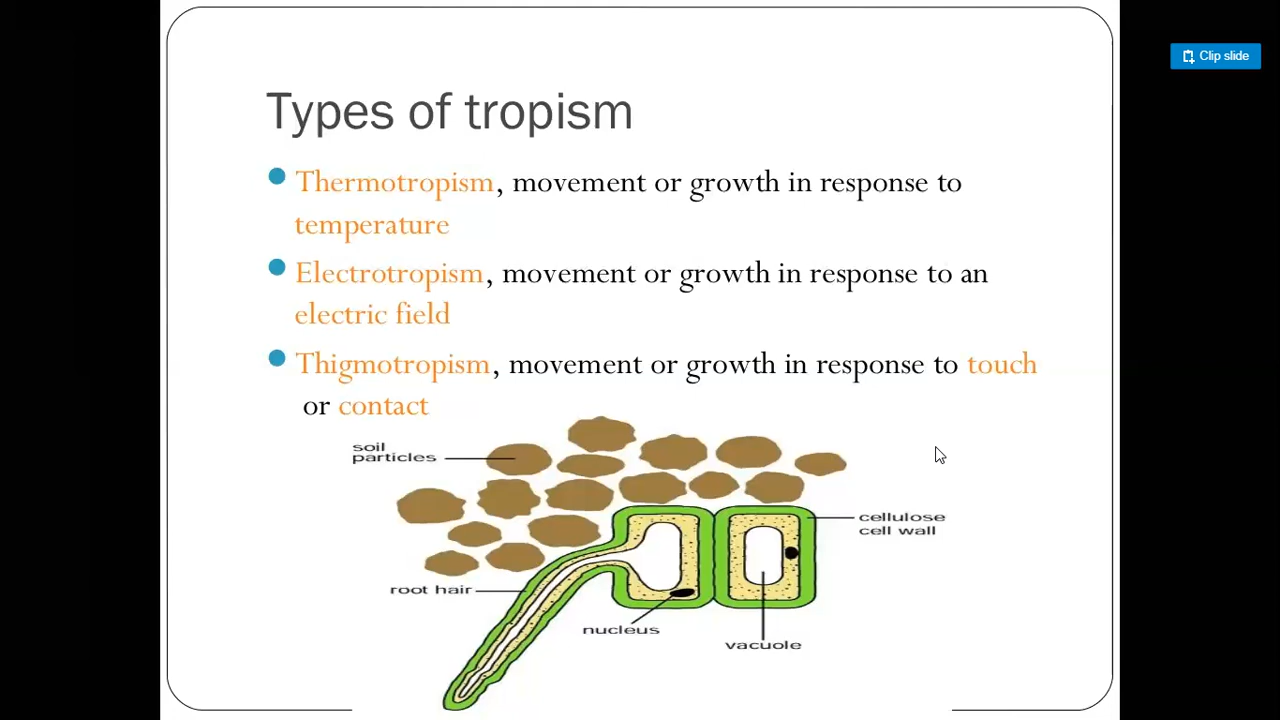 Clip slide
Types of tropism
Thermotropism, movement or growth in response to
temperature
Electrotropism, movement or growth in response to an
electric field
Thigmotropism, movement or growth in response to touch
or contact
soil
particles
cellulose
cell wall
root hair
nucleus
vacuole